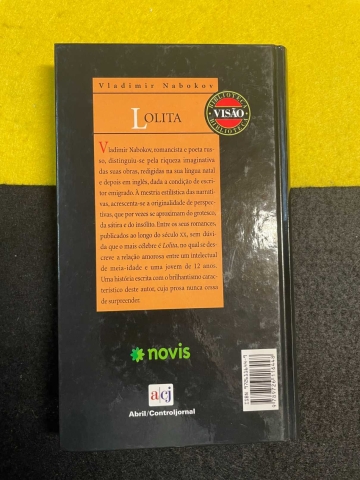 Vladimir Nabukov
LOLITA
BIBLIOTECA
VISÃO
BIBLIOTECA
Vladimir Nabokov, romancista e poeta rus-
so, distinguiu-se pela riqueza imaginativa
das suas obras, redigidas na sua língua natal
e depois em inglês, dada a condição de escri-
tor emigrado. À mestria estilística das narrati-
vas, acrescenta-se a originalidade de perspec-
tivas, que por vezes se aproximam do grotesco,
da sátira e do insólito. Entre os seus romances,
publicados ao longo do século XX, sem dúvi-
da que o mais célebre é Lolita, no qual se des-
creve a relação amorosa entre um intelectual
de meia-idade e uma jovem de 12 anos.
Uma história escrita com o brilhantismo carac-
terístico deste autor, cuja prosa nunca cessa
de surpreender.
novis
a/cj
Abril/Controljornal